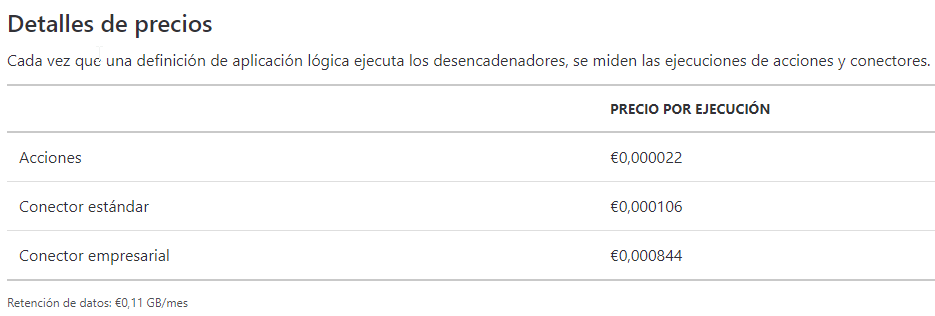 Detalles de precios
Cada vez que una definición de aplicación lógica ejecuta los desencadenadores, se miden las ejecuciones de acciones y conectores.
PRECIO POR EJECUCIÓN
Acciones €0,000022
Conector estándar €0,000106
Conector empresarial €0,000844
Retención de datos: €0,11 GB/mes